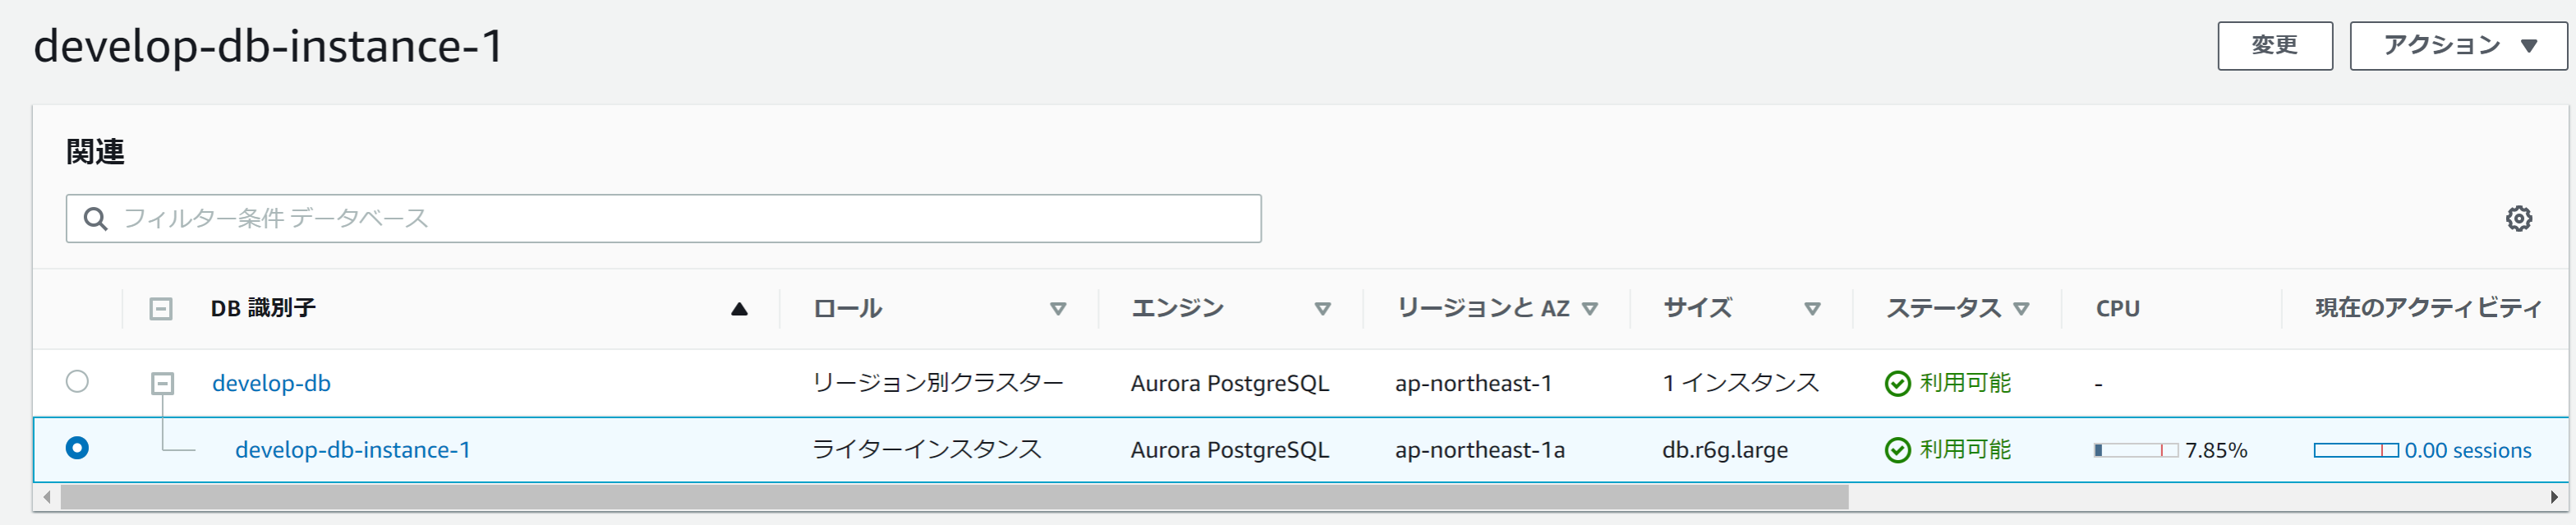 develop-db-instance-1
変更
アクション
関連
フィルター条件 データベース
DB 識別子 ロール エンジン リージョンと AZ サイズ ステータス CPU 現在のアクティビティ
develop-db リージョン別クラスター Aurora PostgreSQL ap-northeast-1 1 インスタンス 利用可能 -
develop-db-instance-1 ライターインスタンス Aurora PostgreSQL ap-northeast-1a db.r6g.large 利用可能 7.85% 0.00 sessions